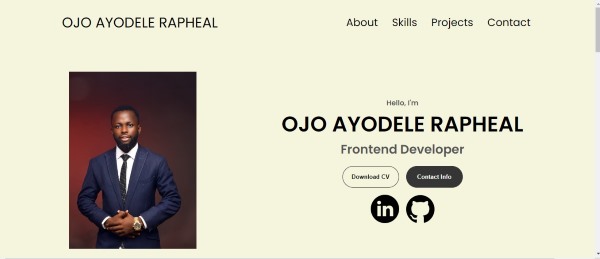 OJO AYODELE RAPHEAL
About Skills Projects Contact
Hello, I'm
OJO AYODELE RAPHEAL
Frontend Developer
Download CV Contact Info
in